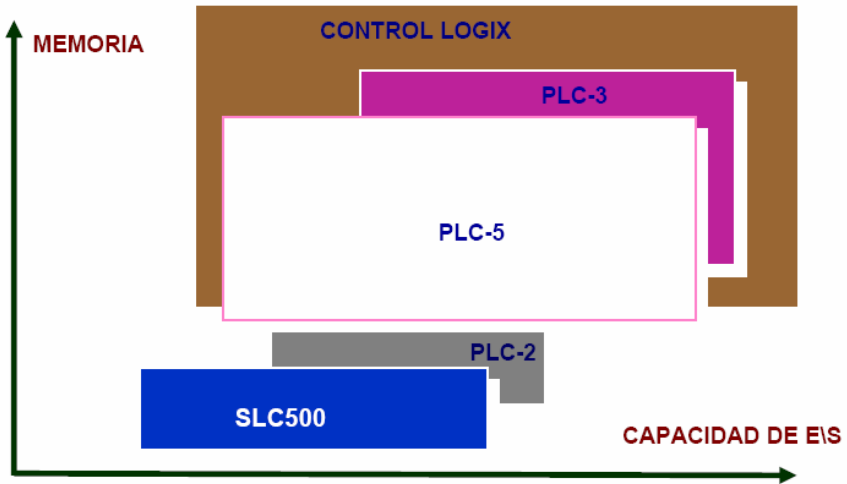 CONTROL LOGIX
MEMORIA
PLC-3
PLC-5
PLC-2
SLC500
CAPACIDAD DE E\S